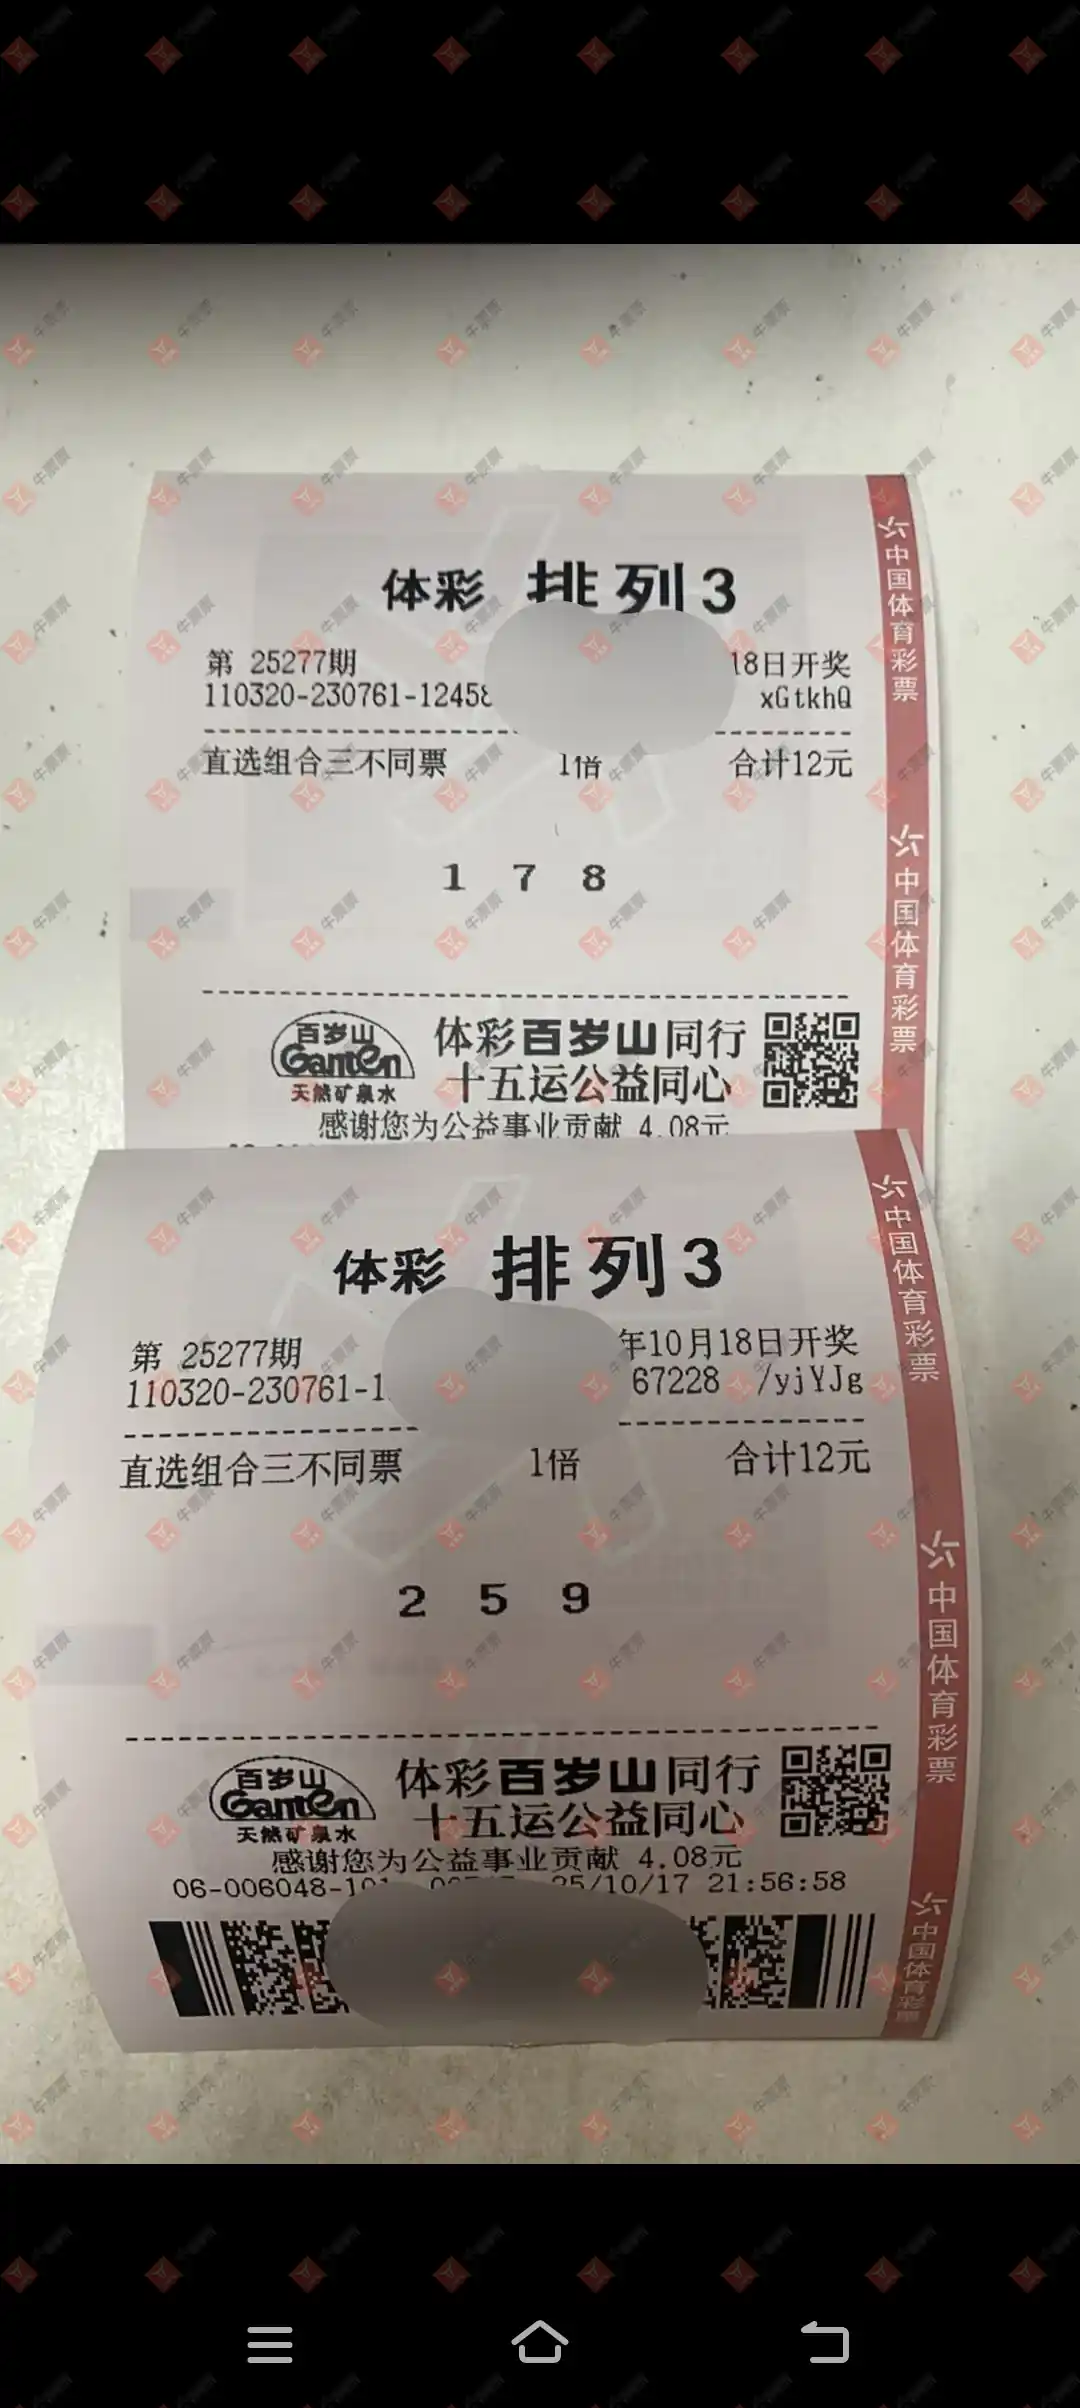 体彩 排列3
第 25277期 18日开奖
110320-230761-12458 xGtkhQ
直选组合三不同票 1倍 合计12元
1 7 8
百岁山
Ganten
天然矿泉水
体彩百岁山同行
十五运公益同心
感谢您为公益事业贡献 4.08元
中国体育彩票
中国体育彩票
体彩 排列3
第 25277期 年10月18日开奖
110320-230761-1 67228 /yjYJg
直选组合三不同票 1倍 合计12元
2 5 9
百岁山
Ganten
天然矿泉水
体彩百岁山同行
十五运公益同心
感谢您为公益事业贡献 4.08元
06-006048-101 25/10/17 21:56:58
中国体育彩票
中国体育彩票
中国体育彩票
牛票票